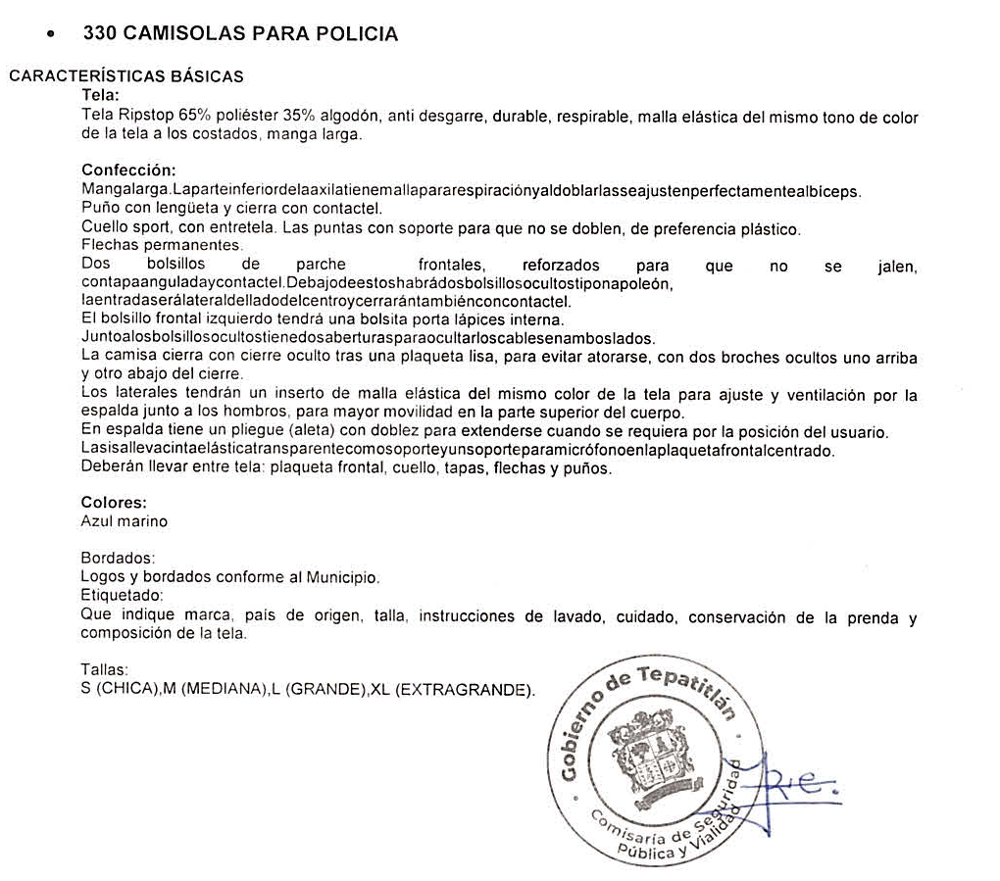 • 330 CAMISOLAS PARA POLICIA
CARACTERÍSTICAS BÁSICAS
Tela:
Tela Ripstop 65% poliéster 35% algodón, anti desgarre, durable, respirable, malla elástica del mismo tono de color
de la tela a los costados, manga larga.
Confección:
Mangalarga.Laparteinferiordelaaxilatienemallapararespiraciónyaldoblarlasseajustenperfectamentealbíceps.
Puño con lengüeta y cierra con contactel.
Cuello sport, con entretela. Las puntas con soporte para que no se doblen, de preferencia plástico.
Flechas permanentes.
Dos bolsillos de parche frontales, reforzados para que no se jalen,
contapaanguladaycontactel.Debajodeestoshabrádosbolsillosocultostiponapoleón,
laentradaserálateraldelladodelcentroycerrarántambiénconcontactel.
El bolsillo frontal izquierdo tendrá una bolsita porta lápices interna.
Juntoalosbolsillosocultostienedosaberturasparaocultarloscablesenamboslados.
La camisa cierra con cierre oculto tras una plaqueta lisa, para evitar atorarse, con dos broches ocultos uno arriba
y otro abajo del cierre.
Los laterales tendrán un inserto de malla elástica del mismo color de la tela para ajuste y ventilación por la
espalda junto a los hombros, para mayor movilidad en la parte superior del cuerpo.
En espalda tiene un pliegue (aleta) con doblez para extenderse cuando se requiera por la posición del usuario.
Lasisallevacintaelásticatransparentecomosoporteyunsoporteparamicrófonoenlaplaquetafrontalcentrado.
Deberán llevar entre tela: plaqueta frontal, cuello, tapas, flechas y puños.
Colores:
Azul marino
Bordados:
Logos y bordados conforme al Municipio.
Etiquetado:
Que indique marca, país de origen, talla, instrucciones de lavado, cuidado, conservación de la prenda y
composición de la tela.
Tallas:
S (CHICA),M (MEDIANA),L (GRANDE),XL (EXTRAGRANDE).
Gobierno de Tepatitlán
Comisaría de Seguridad
Pública y Vialidad